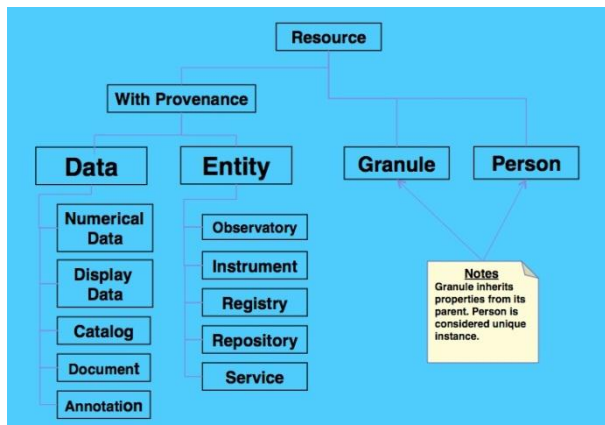 Resource
With Provenance
Data
Entity
Granule
Person
Numerical
Data
Display
Data
Catalog
Document
Annotation
Observatory
Instrument
Registry
Repository
Service
Notes
Granule inherits
properties from its
parent. Person is
considered unique
instance.